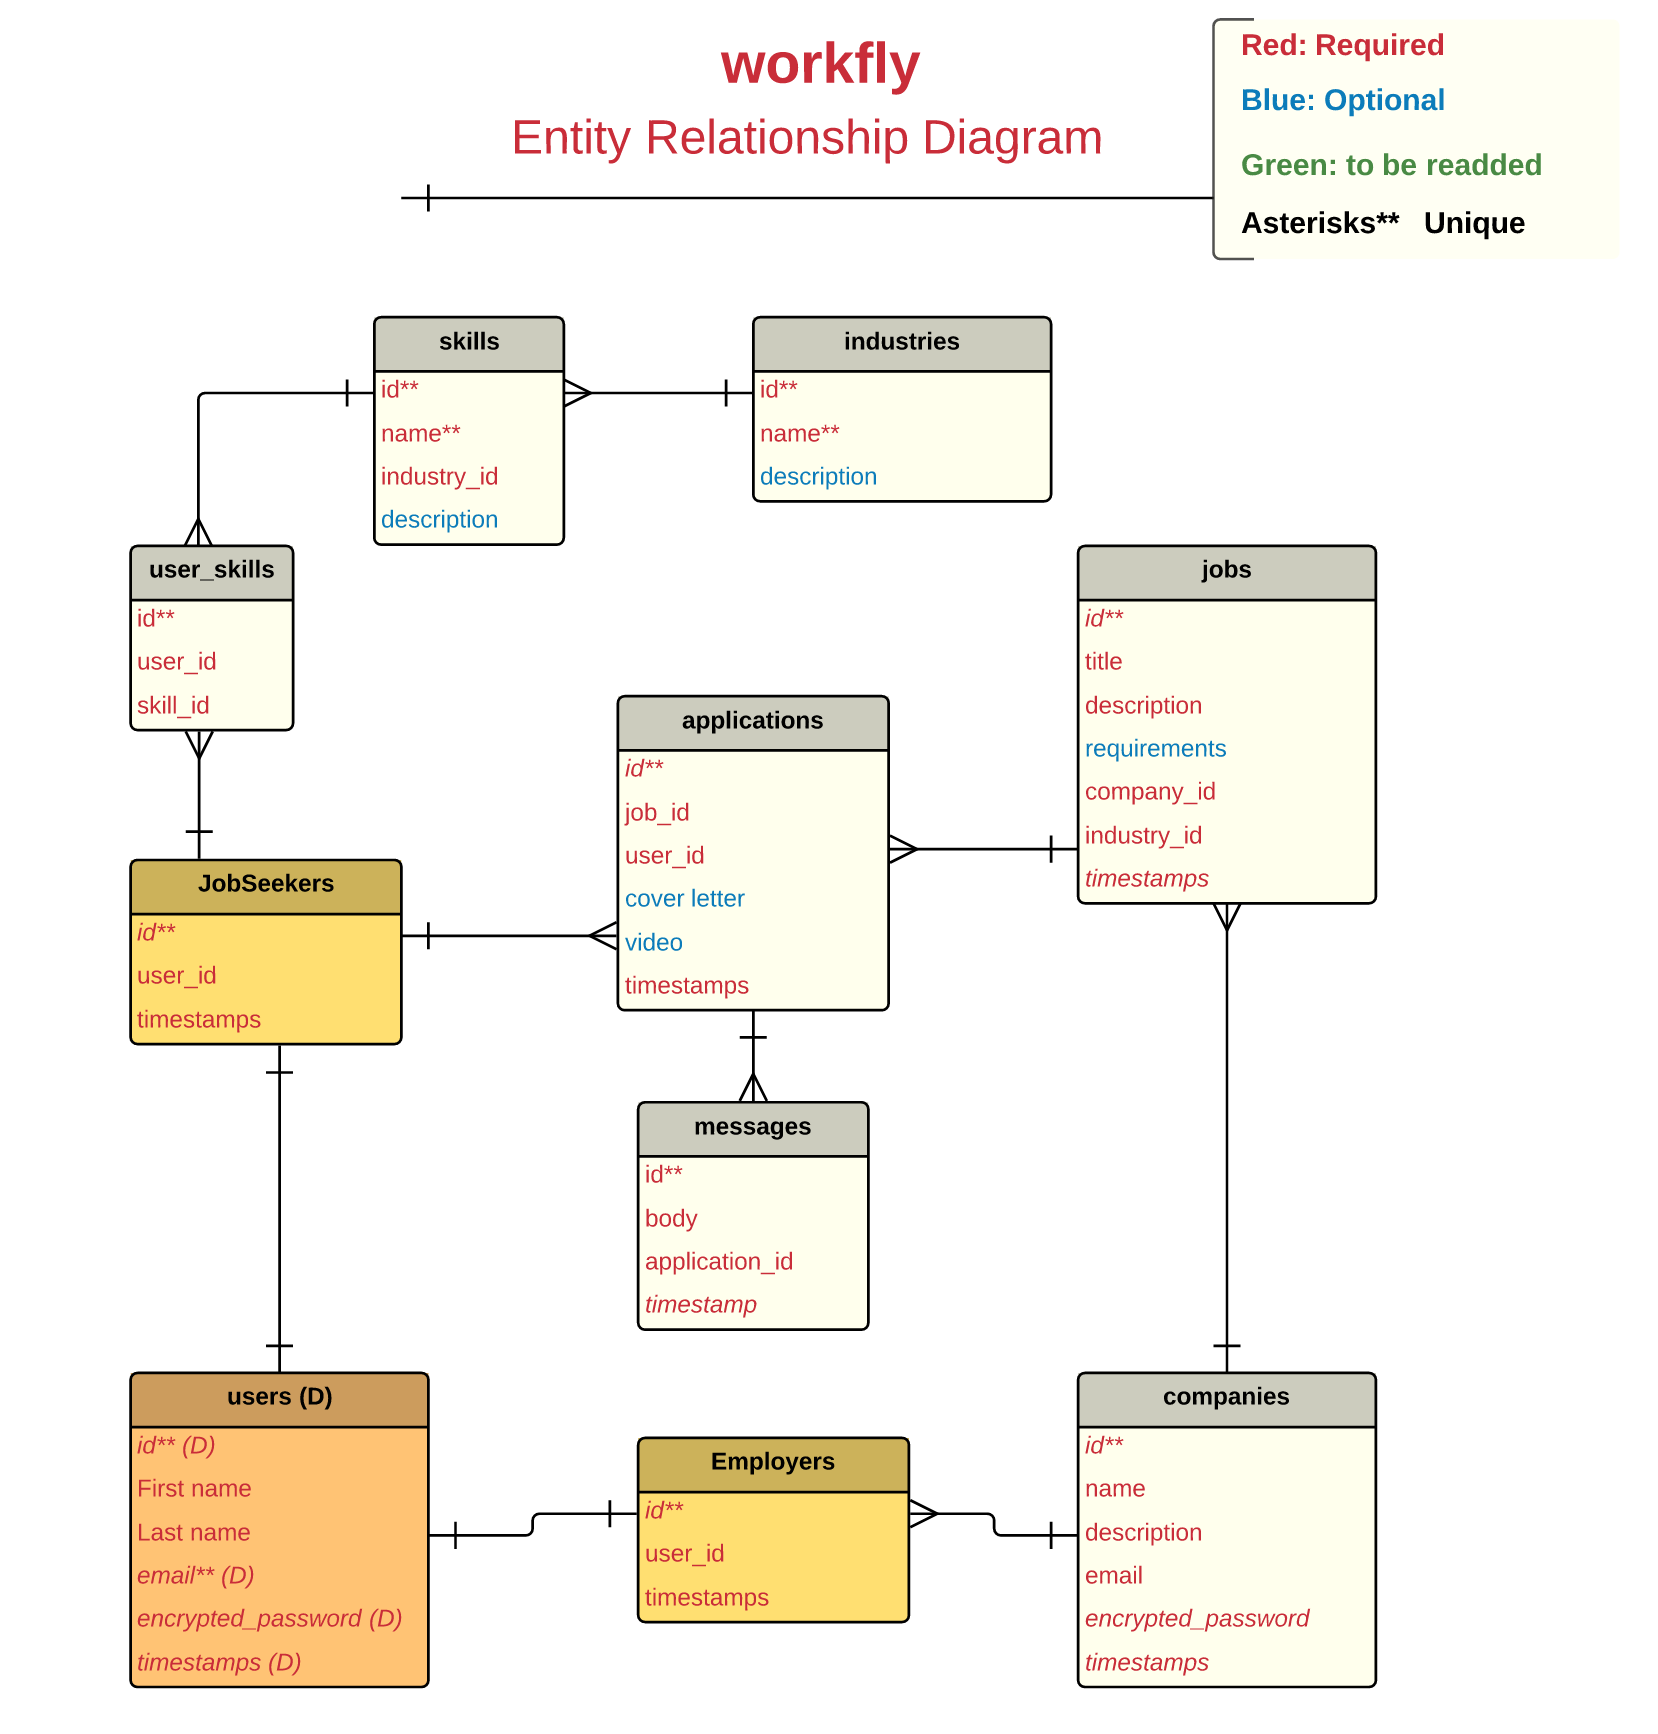 workfly
Entity Relationship Diagram
Red: Required
Blue: Optional
Green: to be readded
Asterisks** Unique
skills
id**
name**
industry_id
description
industries
id**
name**
description
user_skills
id**
user_id
skill_id
jobs
id**
title
description
requirements
company_id
industry_id
timestamps
applications
id**
job_id
user_id
cover letter
video
timestamps
JobSeekers
id**
user_id
timestamps
messages
id**
body
application_id
timestamp
users (D)
id** (D)
First name
Last name
email** (D)
encrypted_password (D)
timestamps (D)
Employers
id**
user_id
timestamps
companies
id**
name
description
email
encrypted_password
timestamps